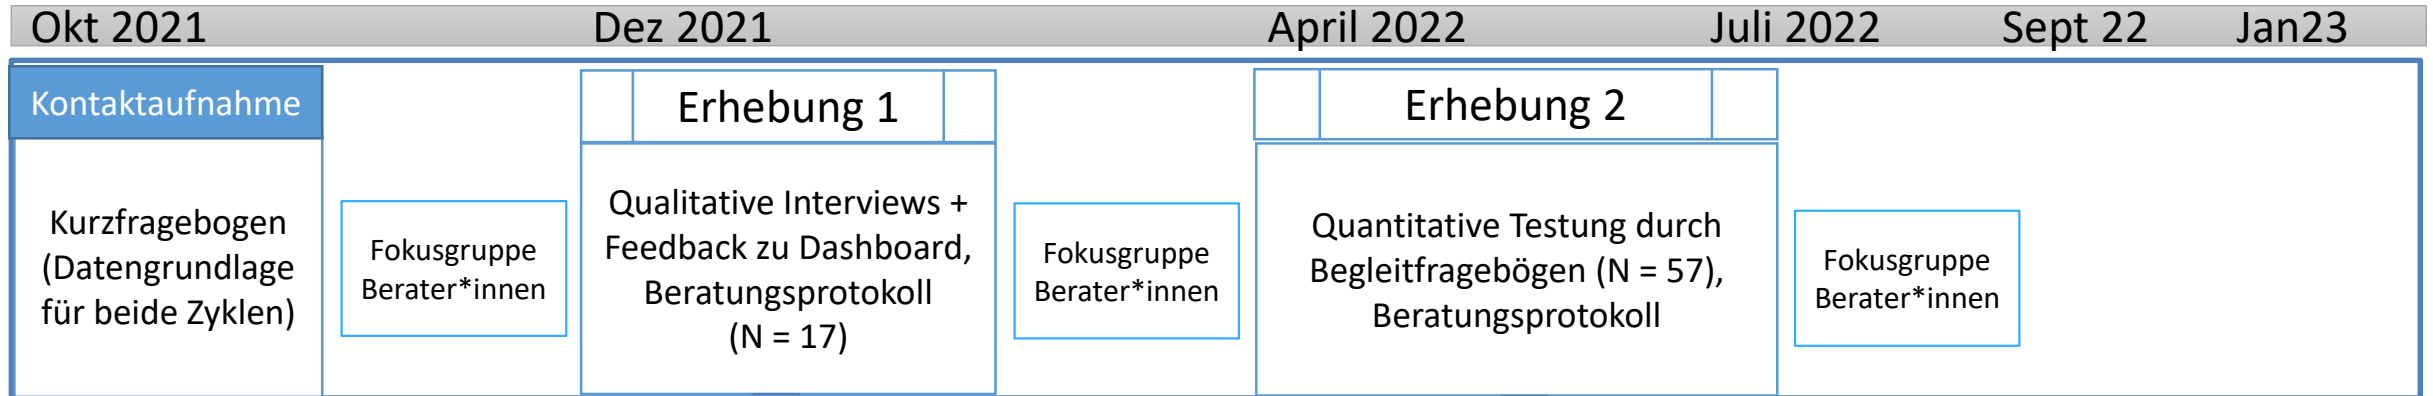 Okt 2021 Dez 2021 April 2022 Juli 2022 Sept 22 Jan23
Kontaktaufnahme
Kurzfragebogen
(Datengrundlage
für beide Zyklen)
Fokusgruppe
Berater*innen
Erhebung 1
Qualitative Interviews +
Feedback zu Dashboard,
Beratungsprotokoll
(N = 17)
Fokusgruppe
Berater*innen
Erhebung 2
Quantitative Testung durch
Begleitfragebögen (N = 57),
Beratungsprotokoll
Fokusgruppe
Berater*innen